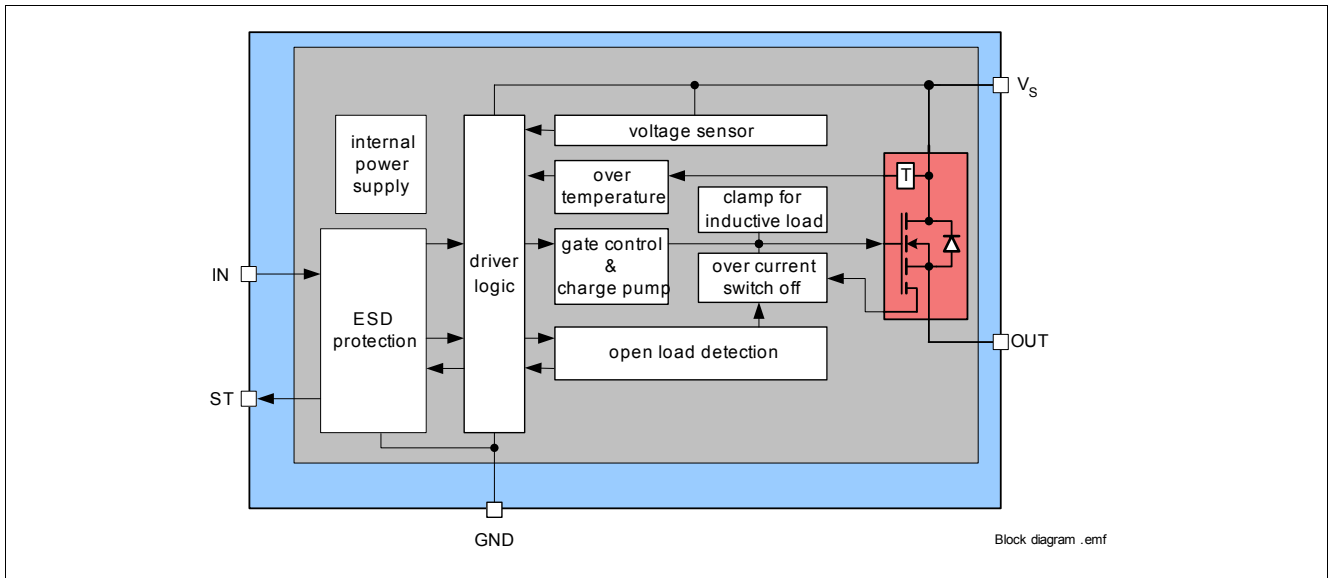 V_S
voltage sensor
internal
power
supply
over
temperature
T
clamp for
inductive load
IN
driver
logic
gate control
&
charge pump
over current
switch off
ESD
protection
open load detection
OUT
ST
GND
Block diagram .emf